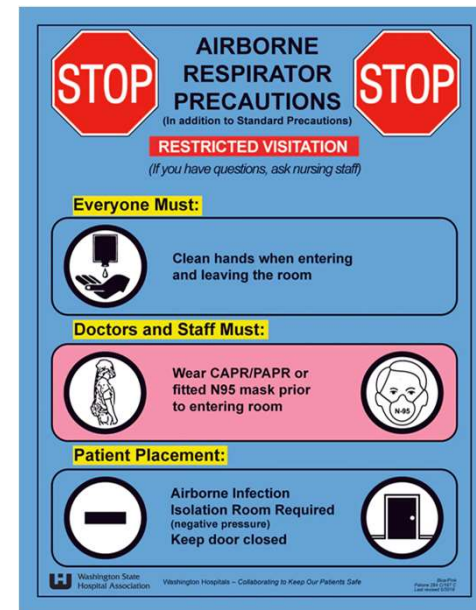 STOP
AIRBORNE
RESPIRATOR
PRECAUTIONS
(In addition to Standard Precautions)
STOP
RESTRICTED VISITATION
(If you have questions, ask nursing staff)
Everyone Must:
Clean hands when entering
and leaving the room
Doctors and Staff Must:
Wear CAPR/PAPR or
fitted N95 mask prior
to entering room
N-95
Patient Placement:
Airborne Infection
Isolation Room Required
(negative pressure)
Keep door closed
Washington State
Hospital Association
Washington Hospitals – Collaborating to Keep Our Patients Safe
Last revised